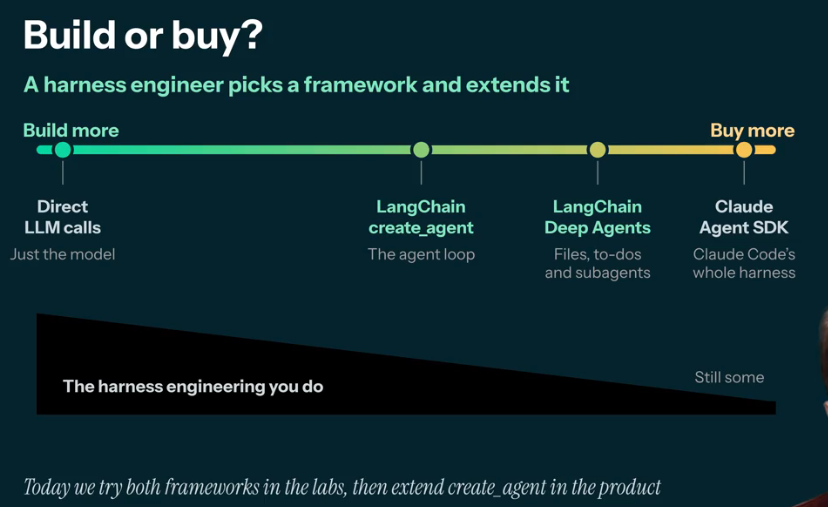 Build or buy?
A harness engineer picks a framework and extends it
Build more
Buy more
Direct
LLM calls
Just the model
LangChain
create_agent
The agent loop
LangChain
Deep Agents
Files, to-dos
and subagents
Claude
Agent SDK
Claude Code's
whole harness
The harness engineering you do
Still some
Today we try both frameworks in the labs, then extend create_agent in the product